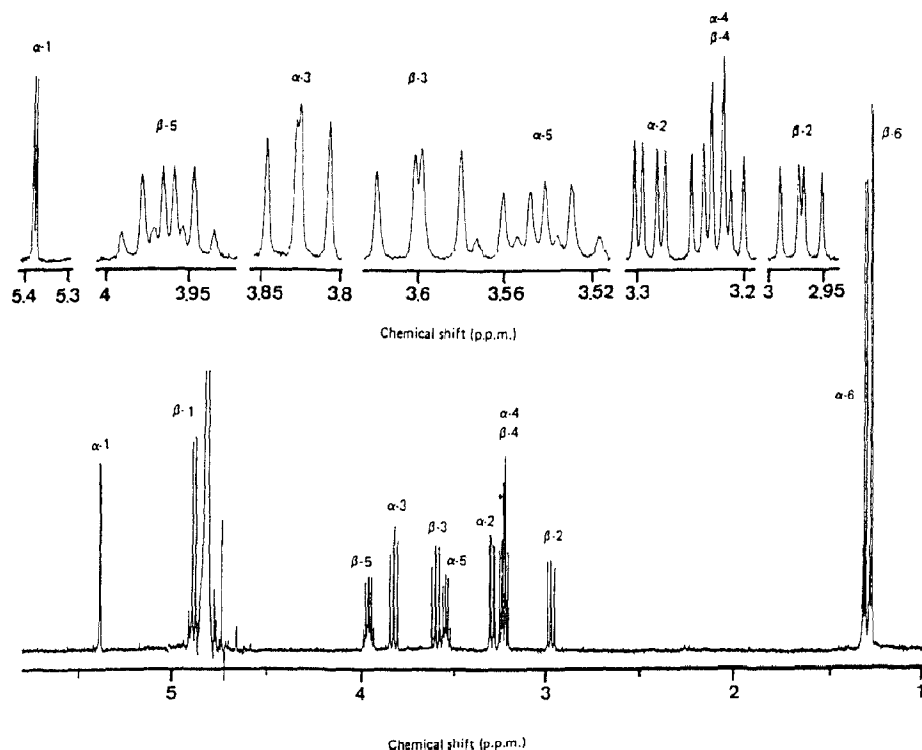 α-1
β-5
α-3
β-3
α-5
α-2
α-4
β-4
β-2
β-6
5.4 5.3 4 3.95 3.85 3.8 3.6 3.56 3.52 3.3 3.2 3 2.95
Chemical shift (p.p.m.)
α-1
β-1
β-5
α-3
β-3
α-5
α-2
α-4
β-4
β-2
α-6
5 4 3 2 1
Chemical shift (p.p.m.)